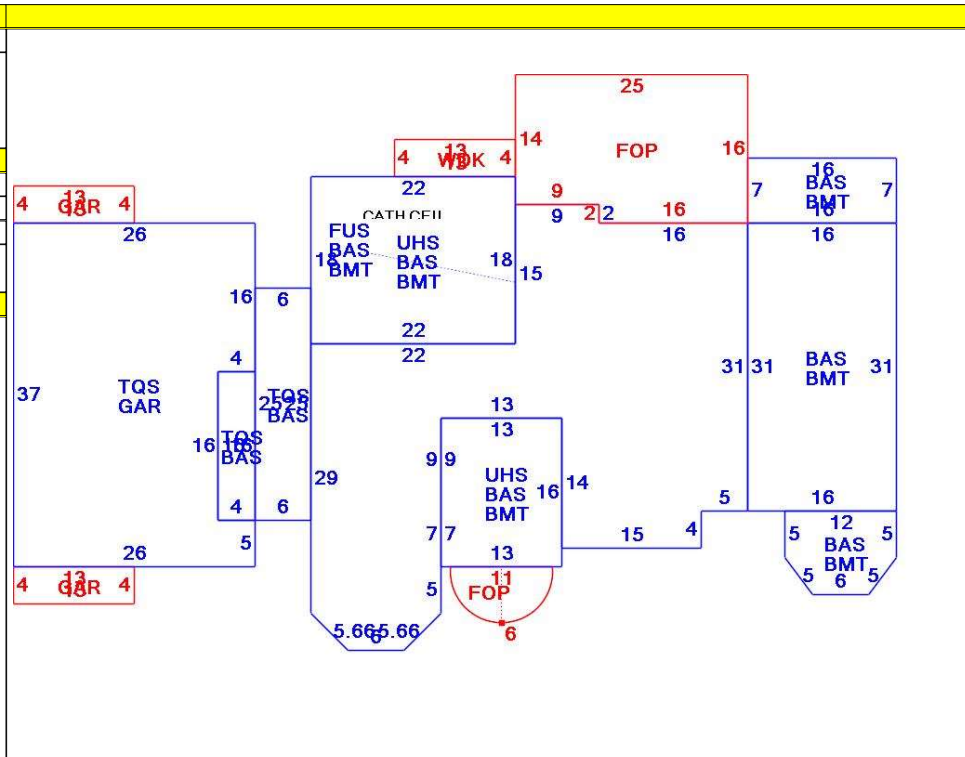 25
14
13
4 WDK 4
FOP
16
13
4 GAR 4
26
22
CATH CEIL
9
9
2 2
16
16
7 16 7
BAS
BMT
16
16
FUS
BAS
BMT
18
UHS
BAS
BMT
18 15
16
6
22
22
4
37
TQS
GAR
25 25
TQS
BAS
31 31
BAS
BMT
31
16 16
TQS
BAS
4 6
5
29
13
13
9 9
UHS
BAS
BMT
16 14
7 7
13
15
4
5
16
12
5 5
BAS
BMT
5 6 5
26
4 13 4
GAR
5
11
FOP
6
5.66 5.66
6